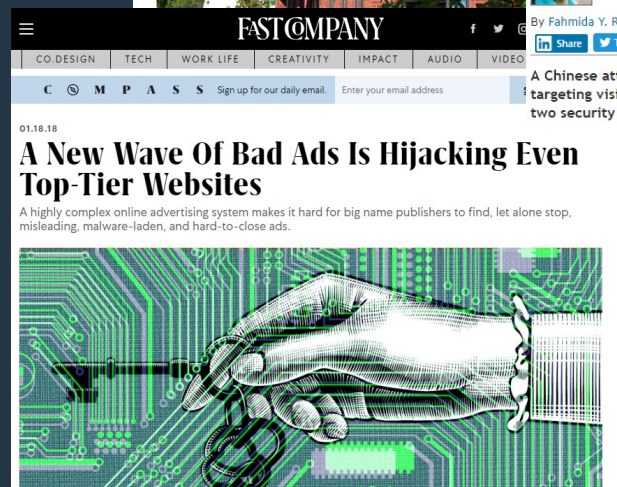 FAST COMPANY
CO.DESIGN
TECH
WORK LIFE
CREATIVITY
IMPACT
AUDIO
VIDEO
COMPASS Sign up for our daily email.
Enter your email address
01.18.18
A New Wave Of Bad Ads Is Hijacking Even
Top-Tier Websites
A highly complex online advertising system makes it hard for big name publishers to find, let alone stop,
misleading, malware-laden, and hard-to-close ads.
By Fahmida Y.
in Share
A Chinese
targeting
two security